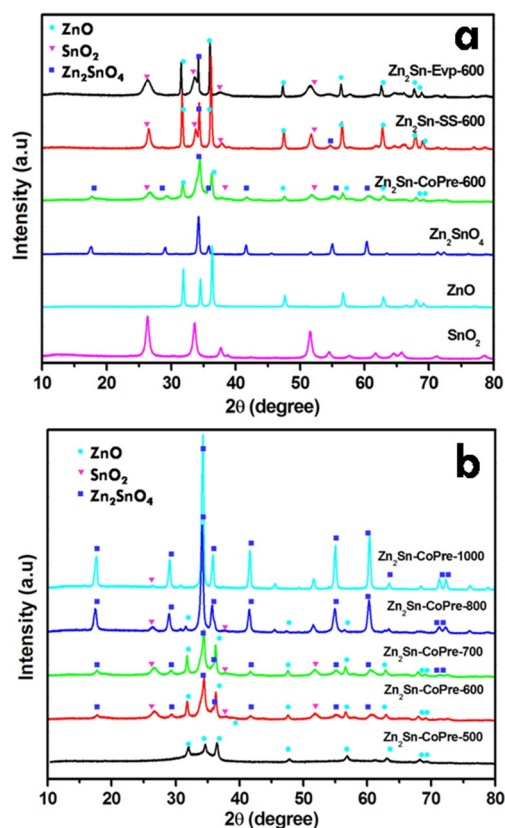 a
ZnO
SnO₂
Zn₂SnO₄
Zn₂Sn-Evp-600
Zn₂Sn-SS-600
Zn₂Sn-CoPre-600
Zn₂SnO₄
ZnO
SnO₂
Intensity (a.u)
10 20 30 40 50 60 70 80
2θ (degree)
b
ZnO
SnO₂
Zn₂SnO₄
Zn₂Sn-CoPre-1000
Zn₂Sn-CoPre-800
Zn₂Sn-CoPre-700
Zn₂Sn-CoPre-600
Zn₂Sn-CoPre-500
Intensity (a.u)
10 20 30 40 50 60 70 80
2θ (degree)